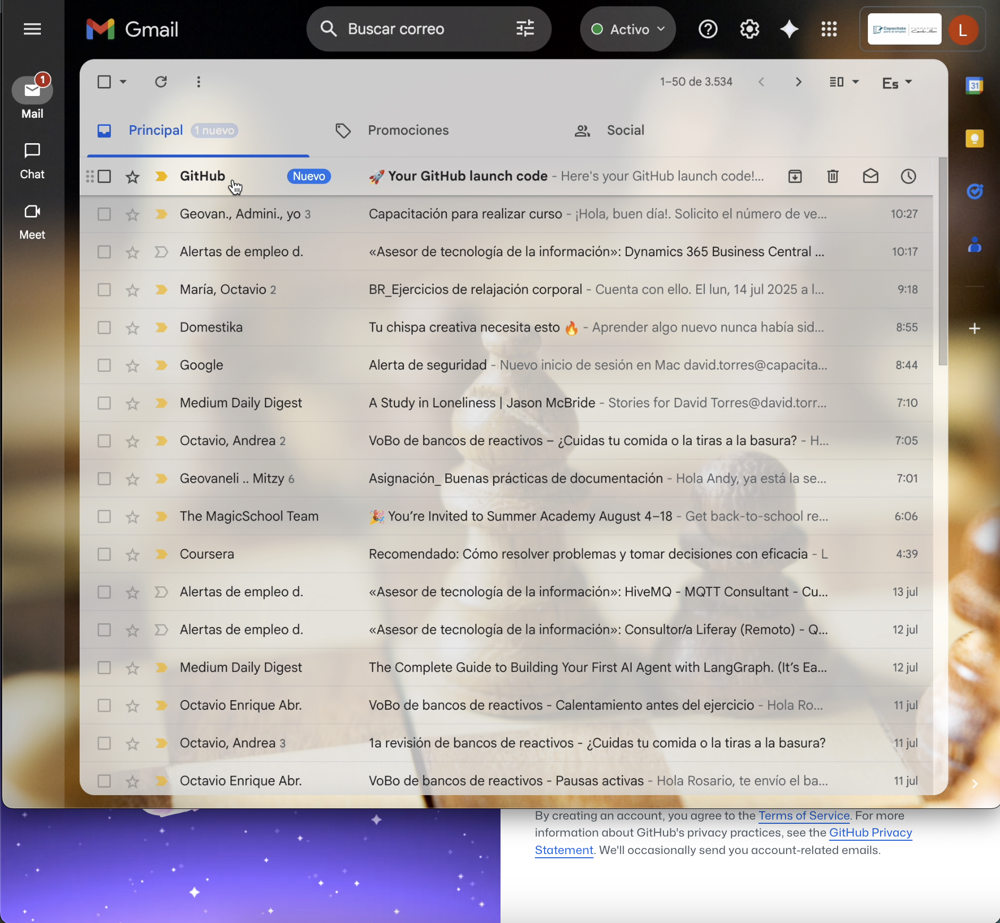 Gmail
Buscar correo
Activo
Capacítate
para el empleo
FUNDACIÓN
Carlos Slim
L
1
Mail
Chat
Meet
1–50 de 3.534
Es
31
Principal 1 nuevo
Promociones
Social
GitHub Nuevo 🚀 Your GitHub launch code - Here's your GitHub launch code!...
Geovan., Admini., yo 3 Capacitación para realizar curso - ¡Hola, buen día!. Solicito el número de ve... 10:27
Alertas de empleo d. «Asesor de tecnología de la información»: Dynamics 365 Business Central ... 10:17
María, Octavio 2 BR_Ejercicios de relajación corporal - Cuenta con ello. El lun, 14 jul 2025 a l... 9:18
Domestika Tu chispa creativa necesita esto 🔥 - Aprender algo nuevo nunca había sid... 8:55
Google Alerta de seguridad - Nuevo inicio de sesión en Mac david.torres@capacita... 8:44
Medium Daily Digest A Study in Loneliness | Jason McBride - Stories for David Torres@david.torr... 7:10
Octavio, Andrea 2 VoBo de bancos de reactivos – ¿Cuidas tu comida o la tiras a la basura? - H... 7:05
Geovaneli .. Mitzy 6 Asignación_ Buenas prácticas de documentación - Hola Andy, ya está la se... 7:01
The MagicSchool Team 🎉 You’re Invited to Summer Academy August 4–18 - Get back-to-school re... 6:06
Coursera Recomendado: Cómo resolver problemas y tomar decisiones con eficacia - L 4:39
Alertas de empleo d. «Asesor de tecnología de la información»: HiveMQ - MQTT Consultant - Cu... 13 jul
Alertas de empleo d. «Asesor de tecnología de la información»: Consultor/a Liferay (Remoto) - Q... 12 jul
Medium Daily Digest The Complete Guide to Building Your First AI Agent with LangGraph. (It’s Ea... 12 jul
Octavio Enrique Abr. VoBo de bancos de reactivos - Calentamiento antes del ejercicio - Hola Ro... 11 jul
Octavio, Andrea 3 1a revisión de bancos de reactivos - ¿Cuidas tu comida o la tiras a la basura? 11 jul
Octavio Enrique Abr. VoBo de bancos de reactivos - Pausas activas - Hola Rosario, te envío el ba... 11 jul
By creating an account, you agree to the Terms of Service. For more
information about GitHub's privacy practices, see the GitHub Privacy
Statement. We'll occasionally send you account-related emails.